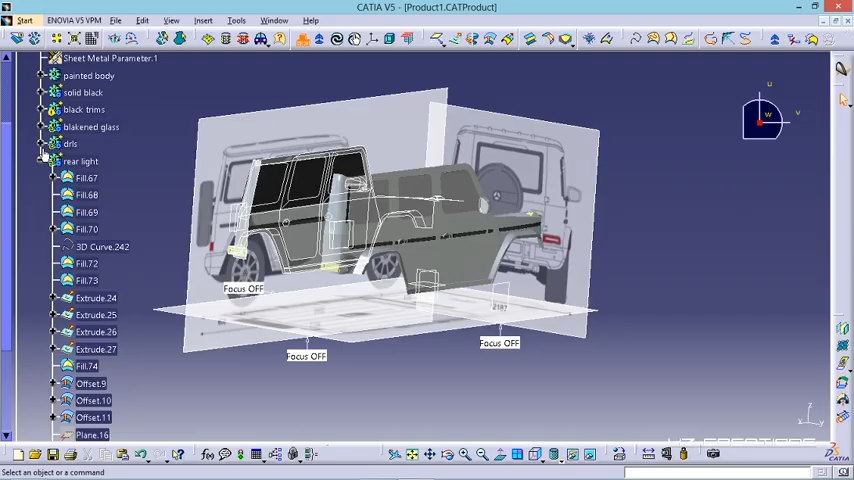 CATIA V5 - [Product1.CATProduct]
Start ENOVIA V5 VPM File Edit View Insert Tools Window Help
Sheet Metal Parameter.1
painted body
solid black
black trims
blakened glass
drls
rear light
Fill.67
Fill.68
Fill.69
Fill.70
3D Curve.242
Fill.72
Fill.73
Extrude.24
Extrude.25
Extrude.26
Extrude.27
Fill.74
Offset.9
Offset.10
Offset.11
Plane.16
u
v
w
Focus OFF
Focus OFF
Focus OFF
2187
z
x
y
CATIA
Select an object or a command